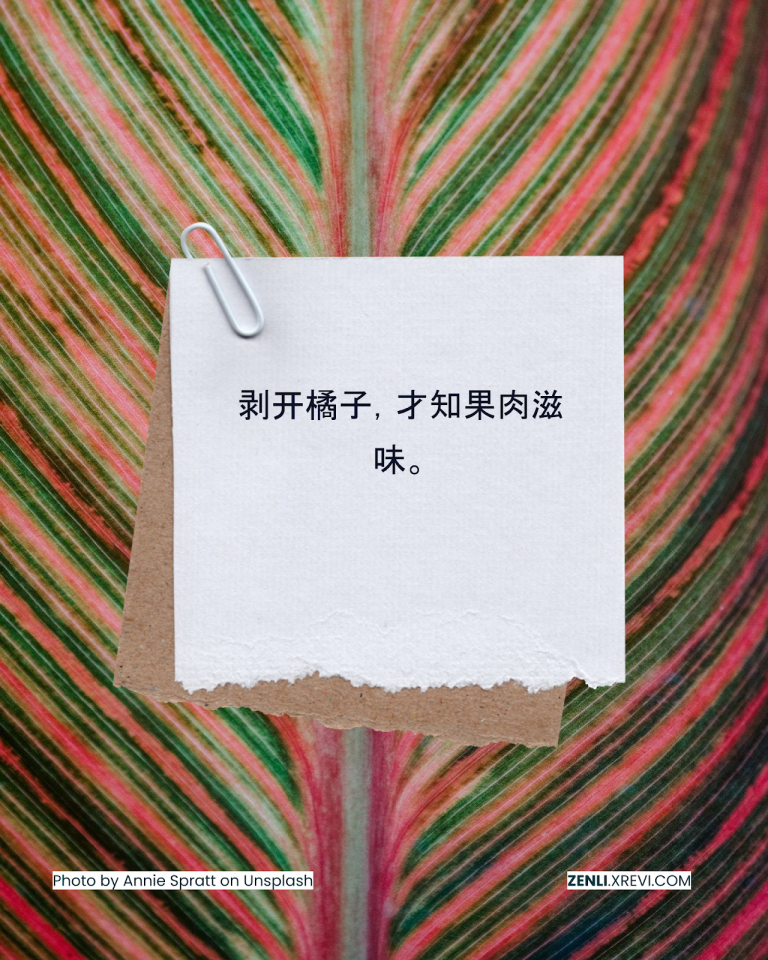 剥开橘子, 才知果肉滋
味。
Photo by Annie Spratt on Unsplash
ZENLI.XREVI.COM